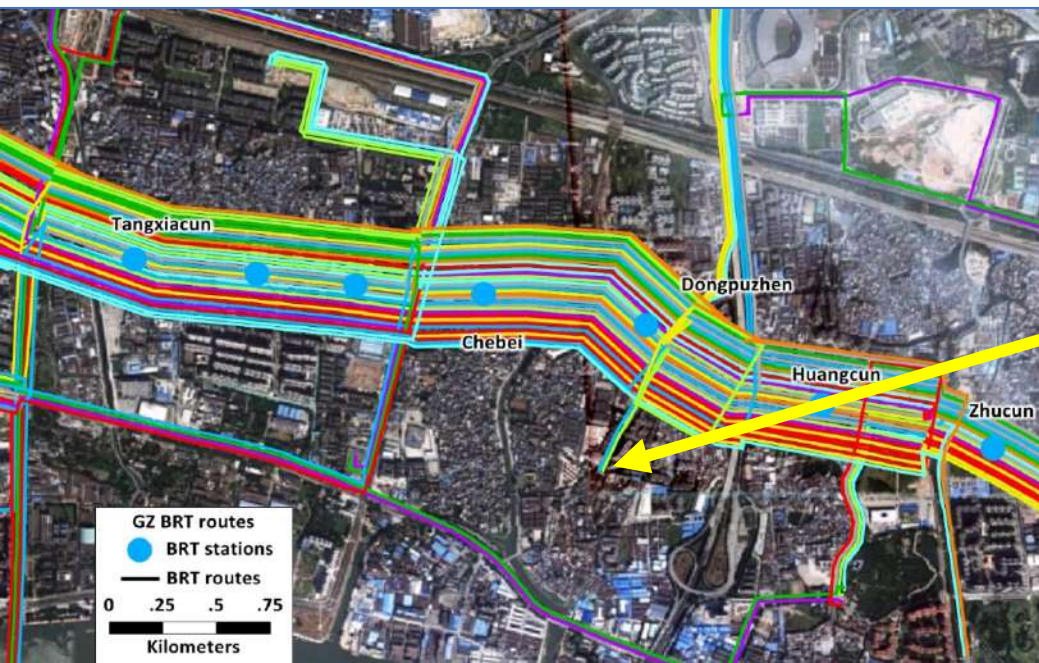 Tangxiacun
Dongpuzhen
Chebei
Huangcun
Zhucun
GZ BRT routes
BRT stations
BRT routes
0 .25 .5 .75
Kilometers